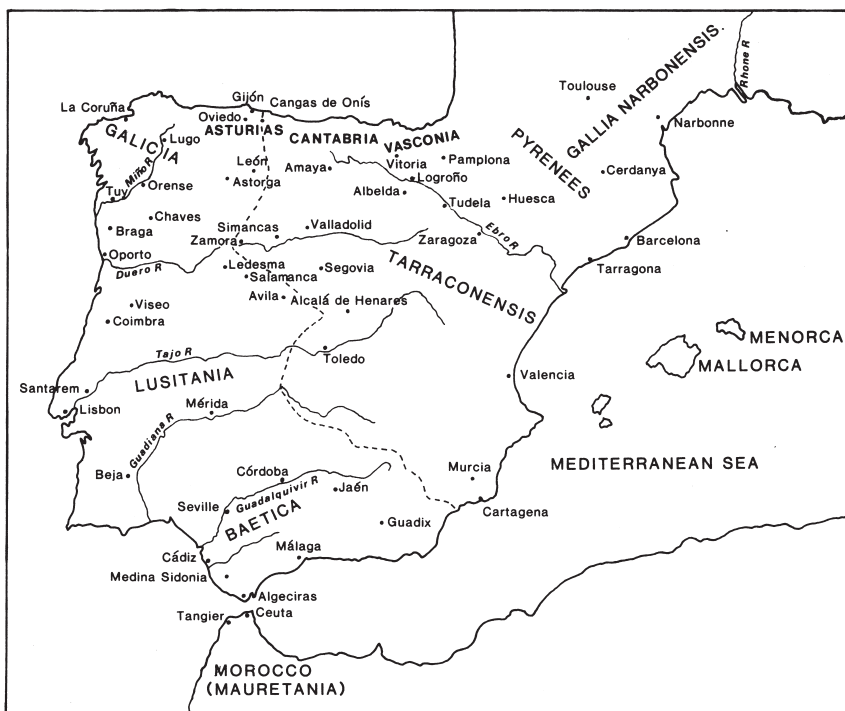 Rhone R
GALLIA NARBONENSIS.
Toulouse
Gijón
Cangas de Onís
La Coruña
Oviedo
Narbonne
ASTURIAS
CANTABRIA
VASCONIA
PYRENEES
GALICIA
Lugo
León
Amaya
Vitoria
Pamplona
Logroño
Cerdanya
Miño R
Orense
Astorga
Albelda
Huesca
Tuy
Tudela
Chaves
Simancas
Valladolid
Braga
Zamora
Zaragoza
Ebro R
Barcelona
Oporto
Tarragona
Duero R
Ledesma
Segovia
TARRACONENSIS
Salamanca
Avila
Alcalá de Henares
Viseo
Coimbra
MENORCA
MALLORCA
Tajo R
Toledo
LUSITANIA
Valencia
Santarem
Lisbon
Mérida
Guadiana R
MEDITERRANEAN SEA
Beja
Córdoba
Murcia
Jaén
Seville
Guadalquivir R
Cartagena
BAETICA
Guadix
Cádiz
Málaga
Medina Sidonia
Algeciras
Tangier
Ceuta
MOROCCO
(MAURETANIA)